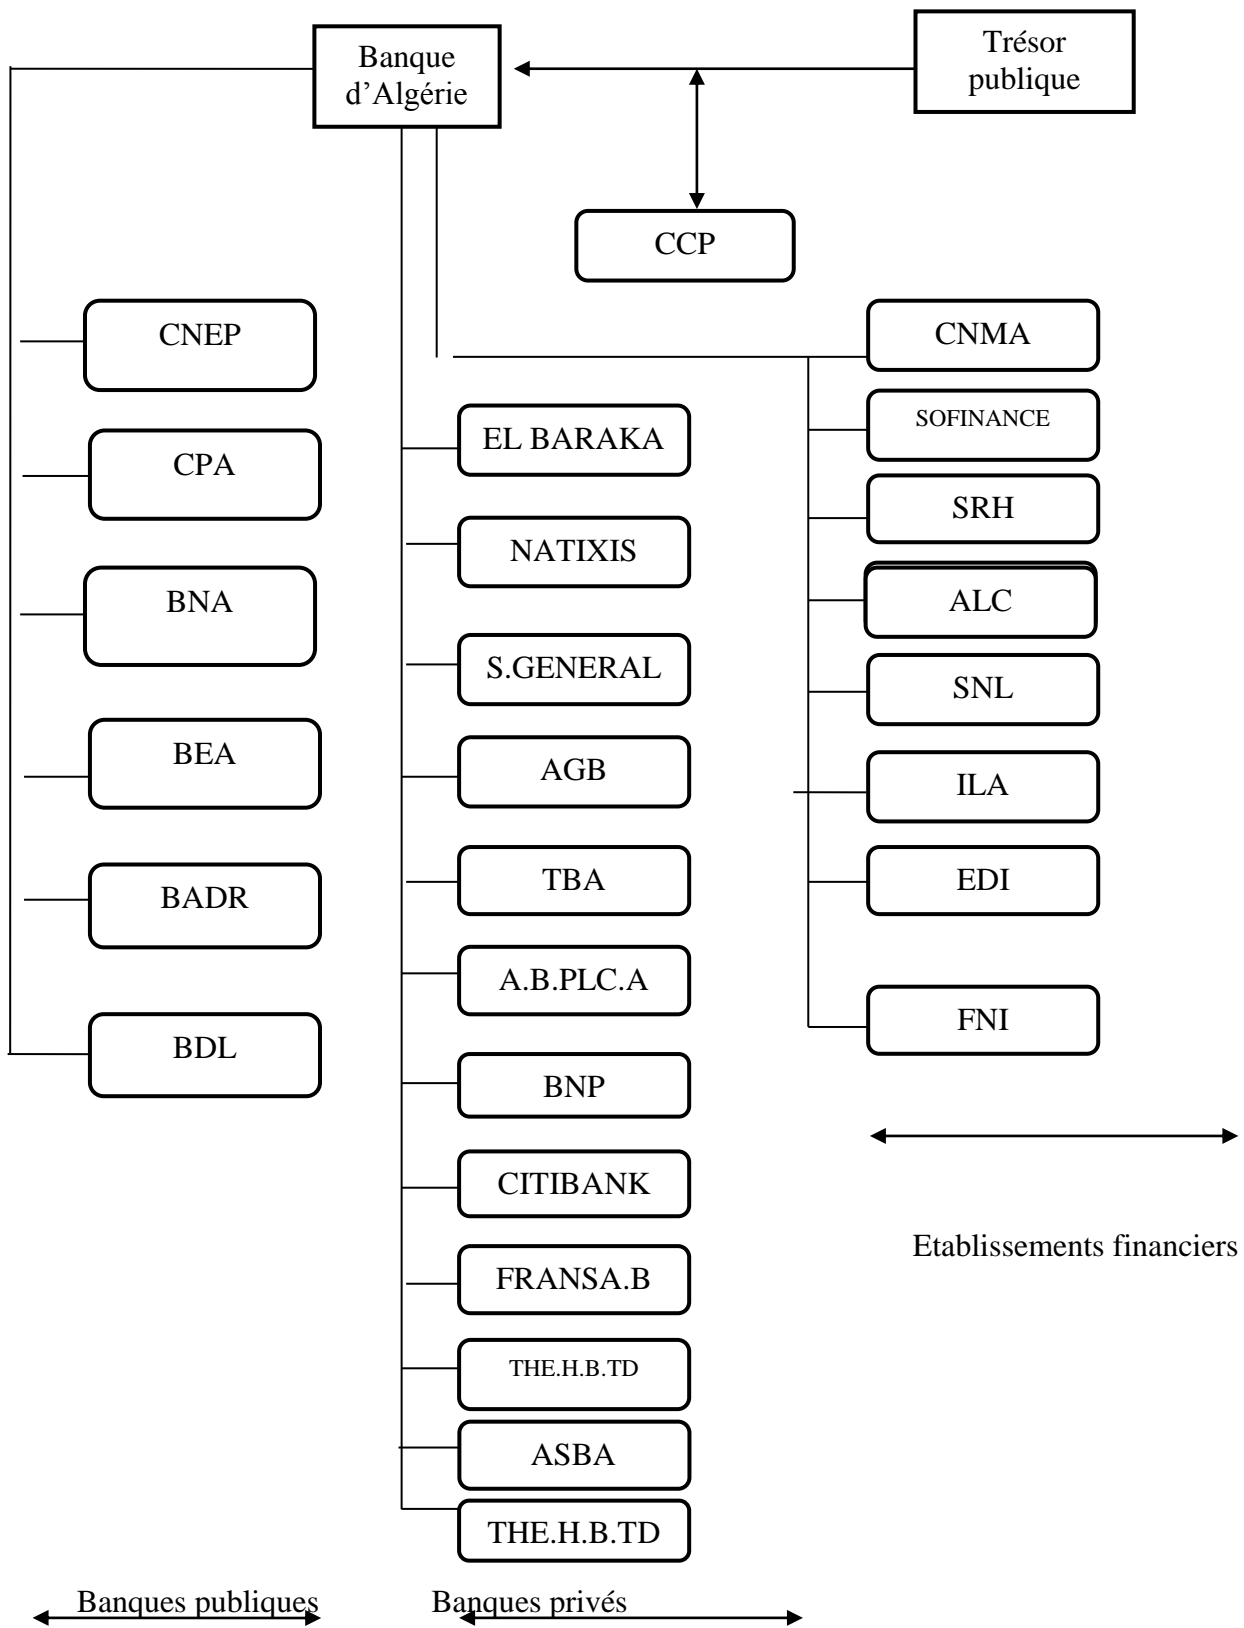 Banque
d’Algérie
Trésor
publique
CCP
CNEP
CPA
BNA
BEA
BADR
BDL
EL BARAKA
NATIXIS
S.GENERAL
AGB
TBA
A.B.PLC.A
BNP
CITIBANK
FRANSA.B
THE.H.B.TD
ASBA
THE.H.B.TD
CNMA
SOFINANCE
SRH
ALC
SNL
ILA
EDI
FNI
Etablissements financiers
Banques publiques
Banques privés